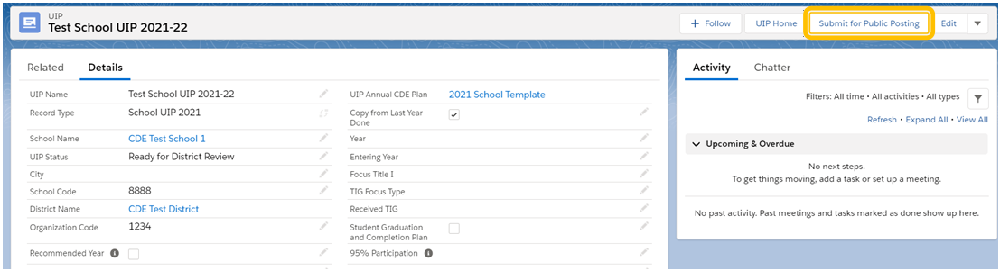 UIP
Test School UIP 2021-22
Follow
UIP Home
Submit for Public Posting
Edit
Related
Details
UIP Name
Test School UIP 2021-22
Record Type
School UIP 2021
School Name
CDE Test School 1
UIP Status
Ready for District Review
City
School Code
8888
District Name
CDE Test District
Organization Code
1234
Recommended Year
UIP Annual CDE Plan
2021 School Template
Copy from Last Year
Done
Year
Entering Year
Focus Title I
TIG Focus Type
Received TIG
Student Graduation
and Completion Plan
95% Participation
Activity
Chatter
Filters: All time • All activities • All types
Refresh • Expand All • View All
Upcoming & Overdue
No next steps.
To get things moving, add a task or set up a meeting.
No past activity. Past meetings and tasks marked as done show up here.